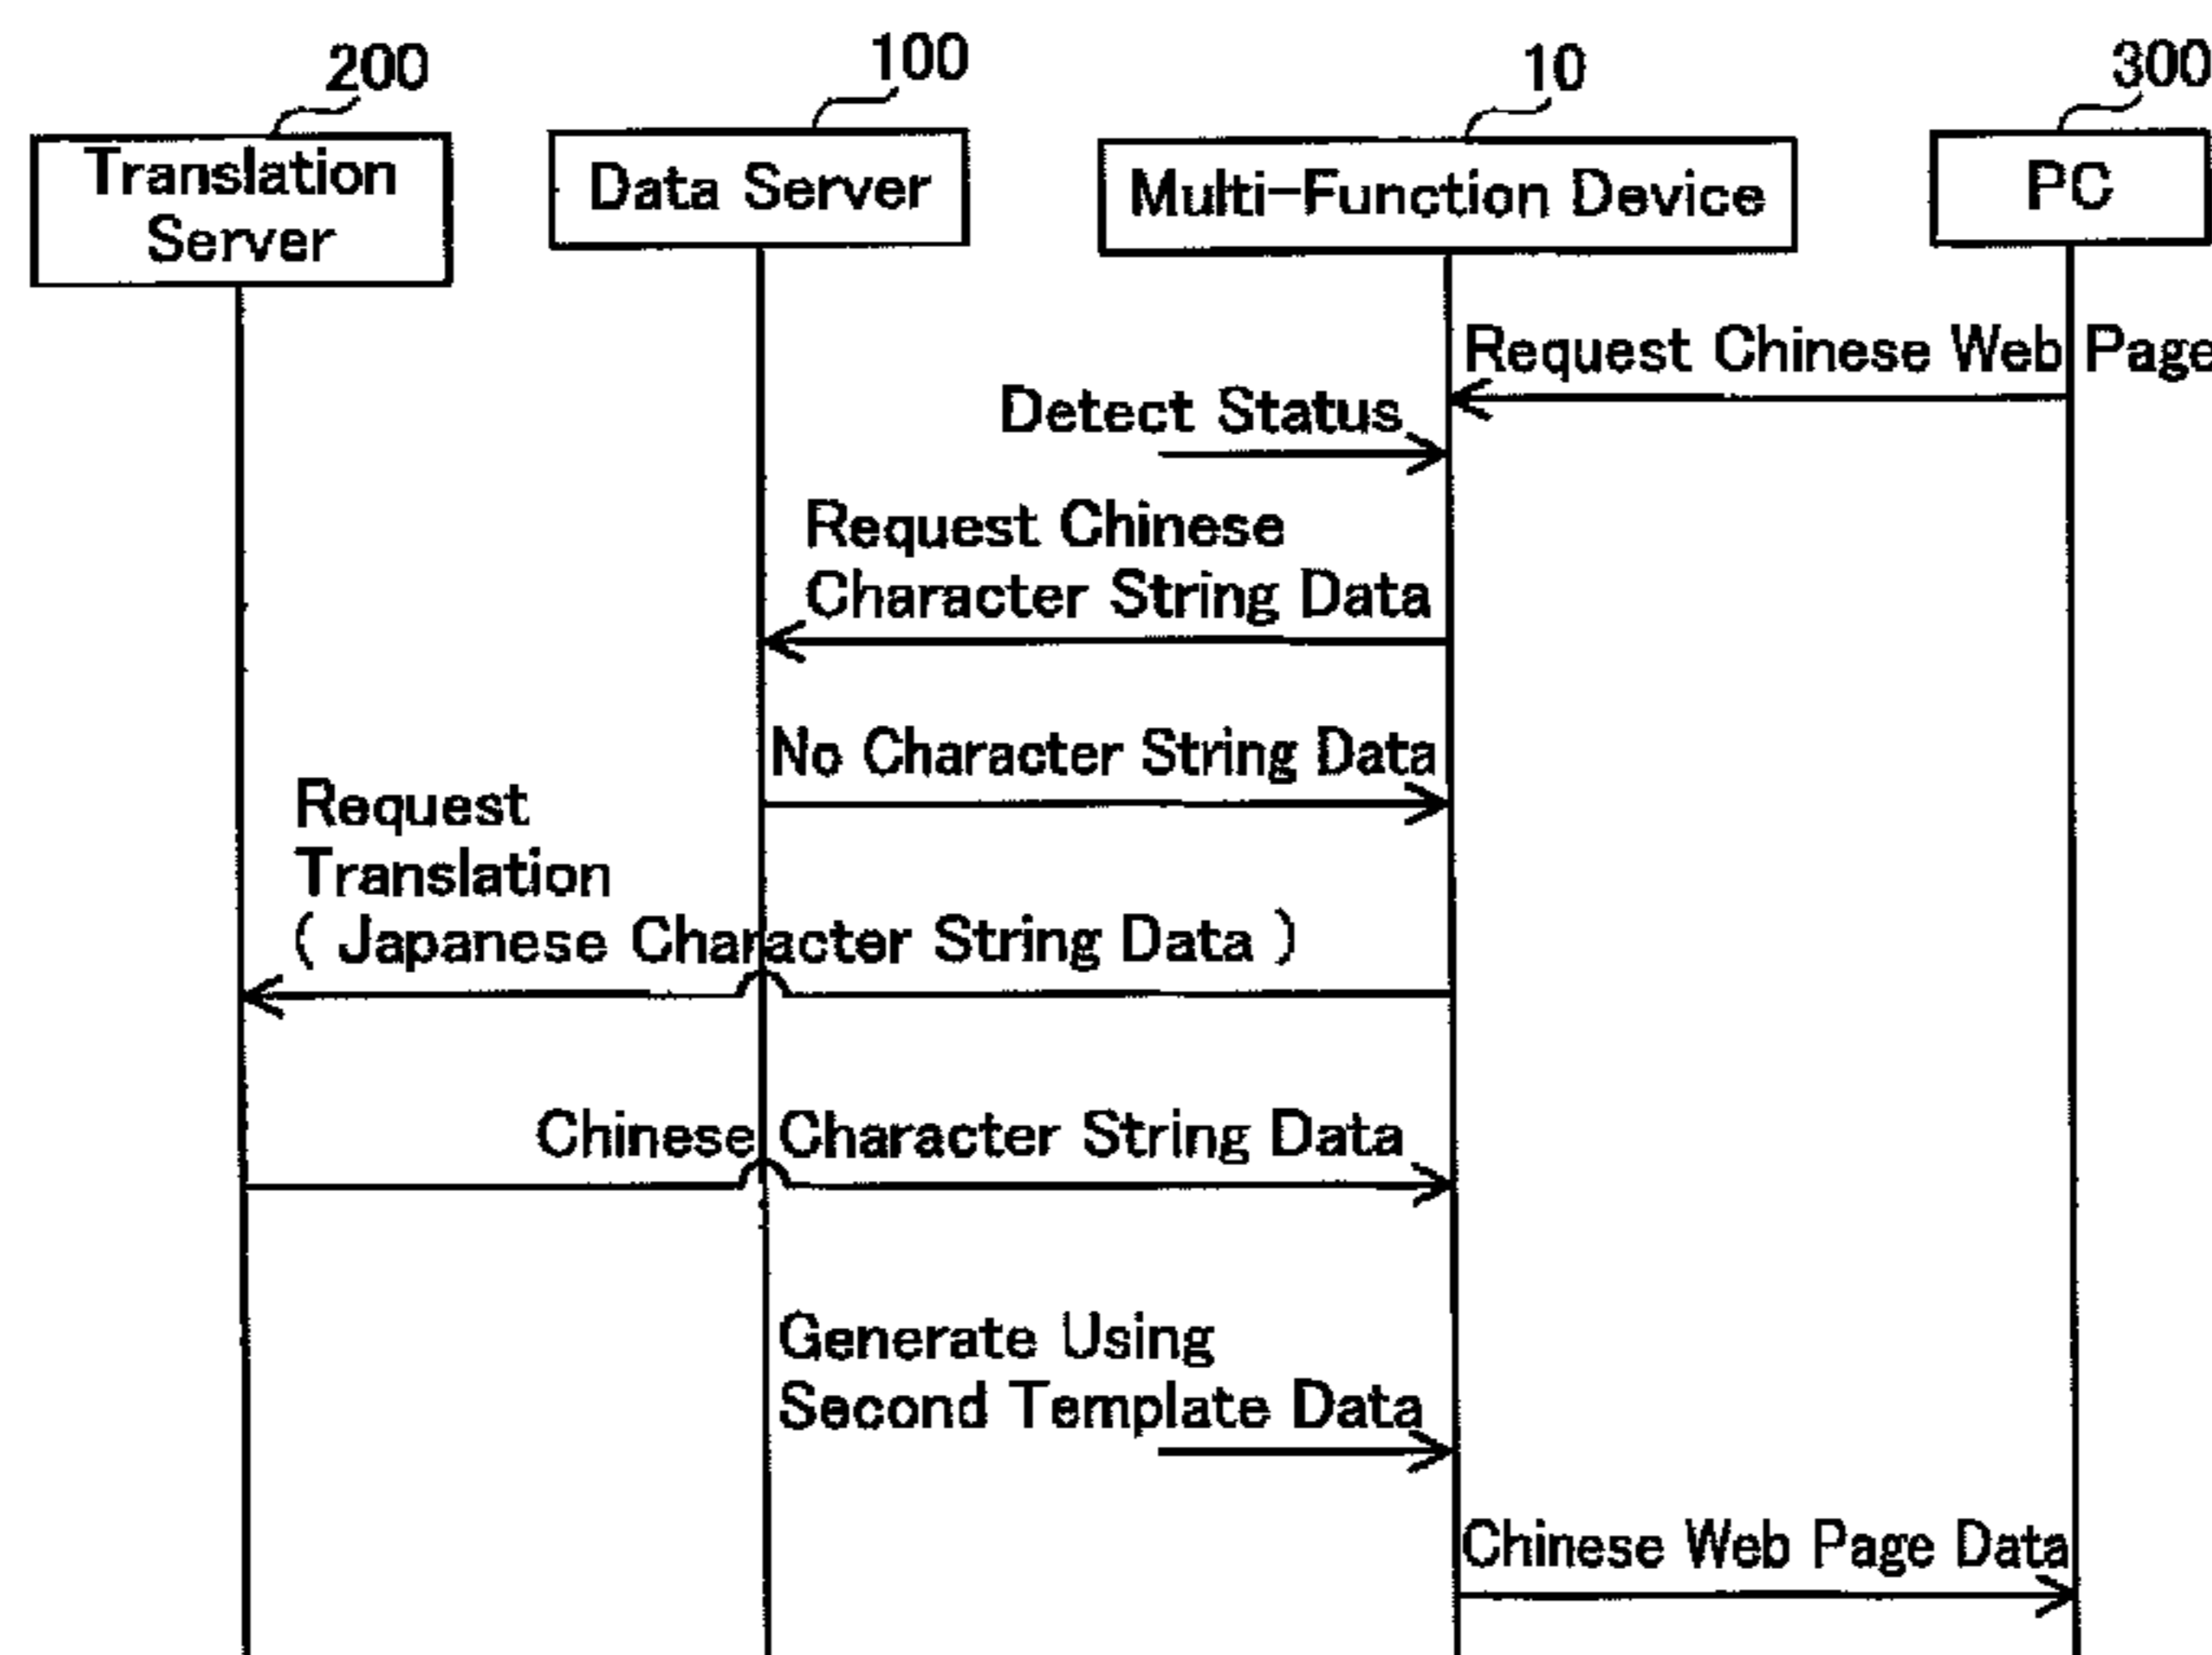 200
100
10
300
Translation
Server
Data Server
Multi-Function Device
PC
Request Chinese Web Page
Detect Status
Request Chinese
Character String Data
No Character String Data
Request
Translation
( Japanese Character String Data )
Chinese Character String Data
Generate Using
Second Template Data
Chinese Web Page Data